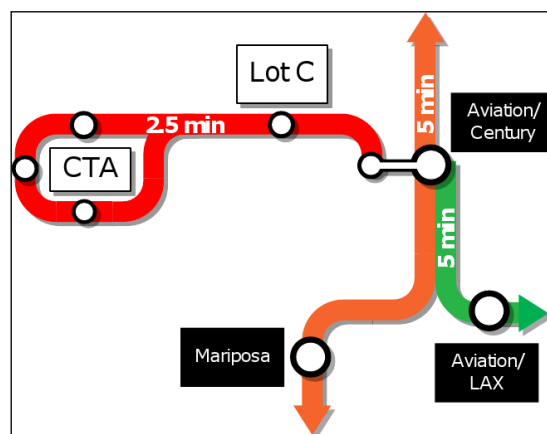 Lot C
2.5 min
5 min
Aviation/
Century
CTA
5 min
Mariposa
Aviation/
LAX